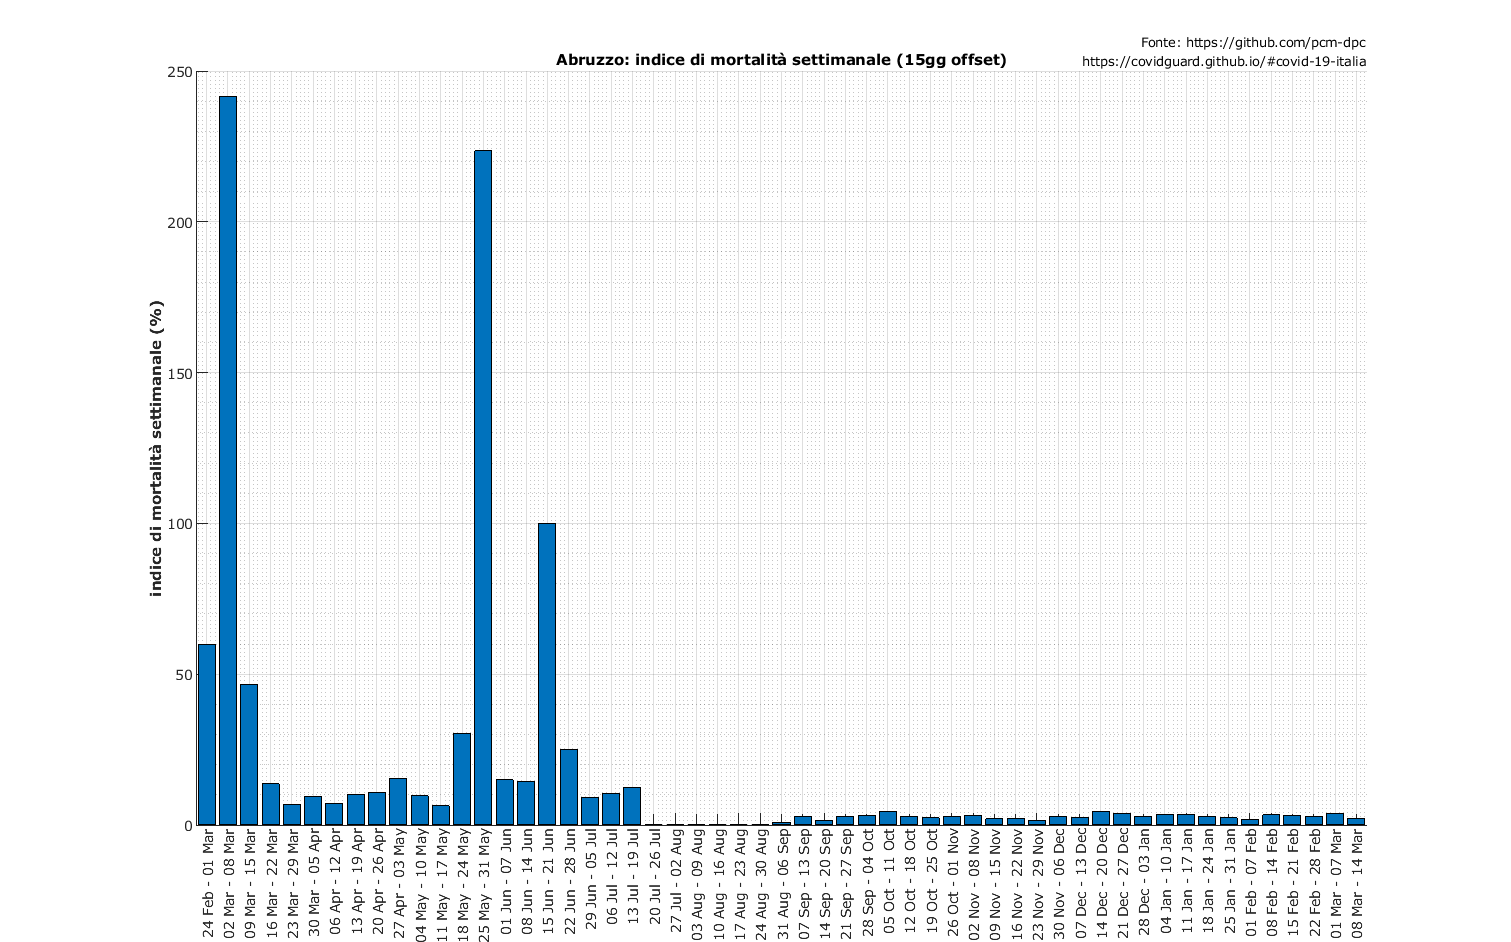 Fonte: https://github.com/pcm-dpc
https://covidguard.github.io/#covid-19-italia
Abruzzo: indice di mortalità settimanale (15gg offset)
indice di mortalità settimanale (%)
250
200
150
100
50
0
24 Feb - 01 Mar
02 Mar - 08 Mar
09 Mar - 15 Mar
16 Mar - 22 Mar
23 Mar - 29 Mar
30 Mar - 05 Apr
06 Apr - 12 Apr
13 Apr - 19 Apr
20 Apr - 26 Apr
27 Apr - 03 May
04 May - 10 May
11 May - 17 May
18 May - 24 May
25 May - 31 May
01 Jun - 07 Jun
08 Jun - 14 Jun
15 Jun - 21 Jun
22 Jun - 28 Jun
29 Jun - 05 Jul
06 Jul - 12 Jul
13 Jul - 19 Jul
20 Jul - 26 Jul
27 Jul - 02 Aug
03 Aug - 09 Aug
10 Aug - 16 Aug
17 Aug - 23 Aug
24 Aug - 30 Aug
31 Aug - 06 Sep
07 Sep - 13 Sep
14 Sep - 20 Sep
21 Sep - 27 Sep
28 Sep - 04 Oct
05 Oct - 11 Oct
12 Oct - 18 Oct
19 Oct - 25 Oct
26 Oct - 01 Nov
02 Nov - 08 Nov
09 Nov - 15 Nov
16 Nov - 22 Nov
23 Nov - 29 Nov
30 Nov - 06 Dec
07 Dec - 13 Dec
14 Dec - 20 Dec
21 Dec - 27 Dec
28 Dec - 03 Jan
04 Jan - 10 Jan
11 Jan - 17 Jan
18 Jan - 24 Jan
25 Jan - 31 Jan
01 Feb - 07 Feb
08 Feb - 14 Feb
15 Feb - 21 Feb
22 Feb - 28 Feb
01 Mar - 07 Mar
08 Mar - 14 Mar